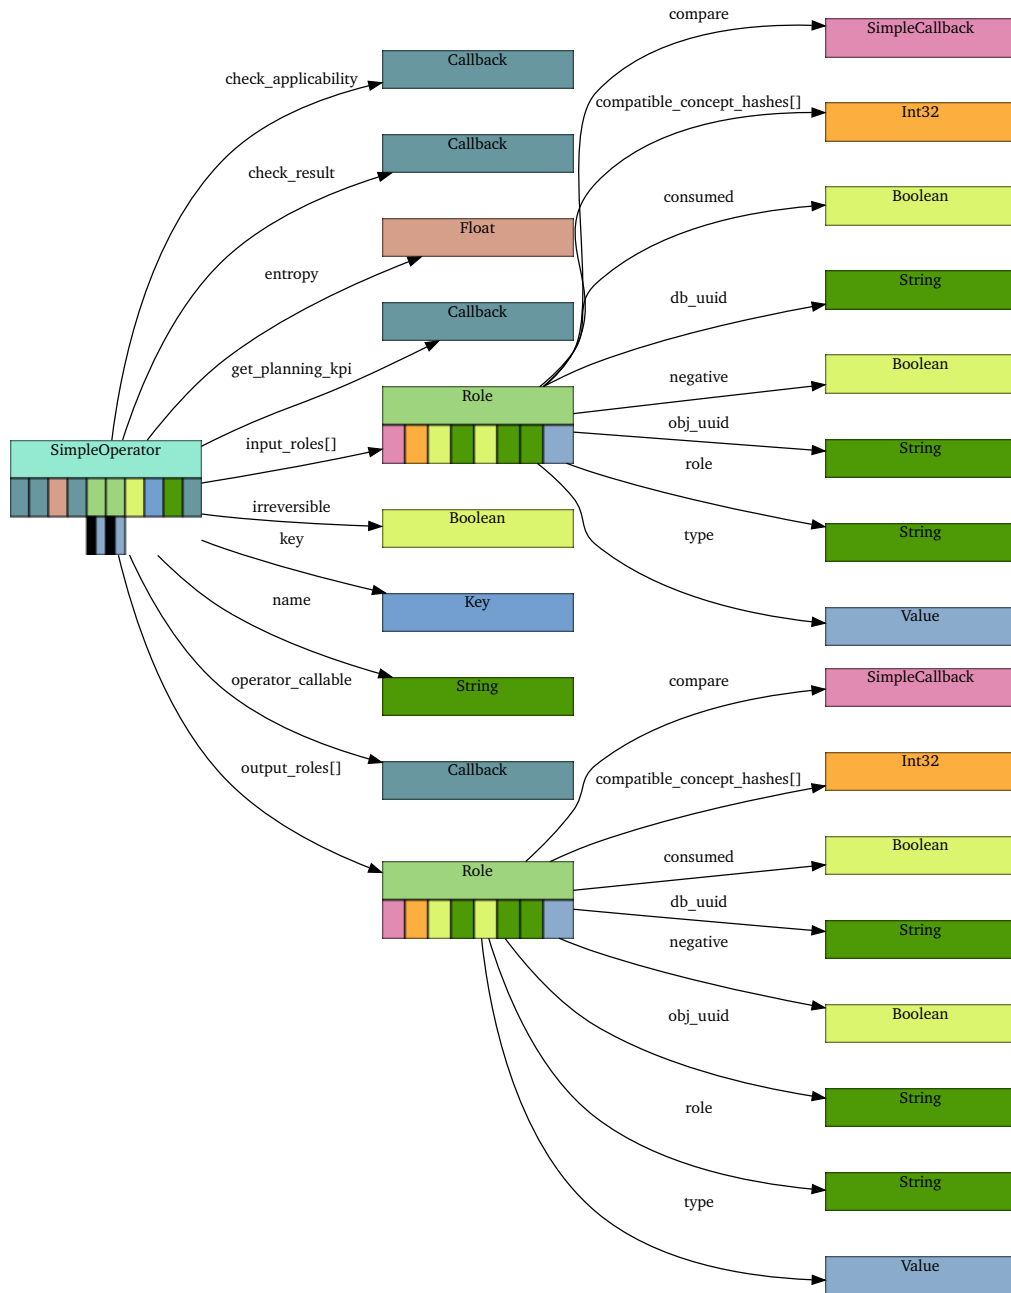 compare
SimpleCallback
Callback
check_applicability
compatible_concept_hashes[]
Int32
Callback
check_result
consumed
Boolean
Float
entropy
db_uuid
String
Callback
get_planning_kpi
negative
Boolean
Role
input_roles[]
obj_uuid
String
SimpleOperator
role
irreversible
Boolean
key
type
String
name
Key
Value
operator_callable
String
compare
SimpleCallback
output_roles[]
Callback
compatible_concept_hashes[]
Int32
Role
consumed
Boolean
db_uuid
String
negative
Boolean
obj_uuid
String
role
String
type
Value